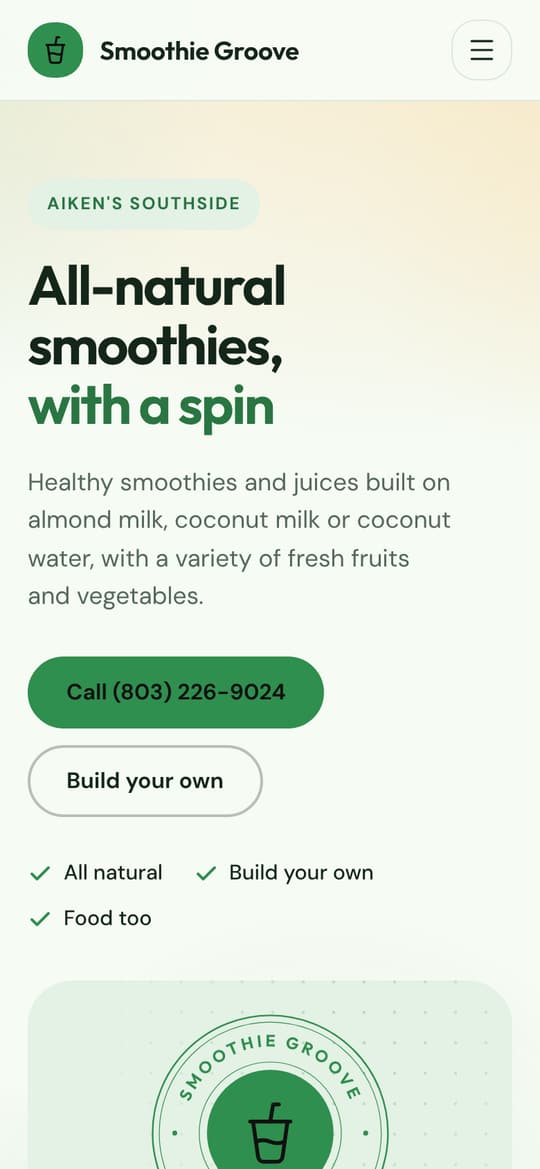 Smoothie Groove
AIKEN'S SOUTHSIDE
All-natural
smoothies,
with a spin
Healthy smoothies and juices built on
almond milk, coconut milk or coconut
water, with a variety of fresh fruits
and vegetables.
Call (803) 226-9024
Build your own
All natural
Build your own
Food too
SMOOTHIE GROOVE